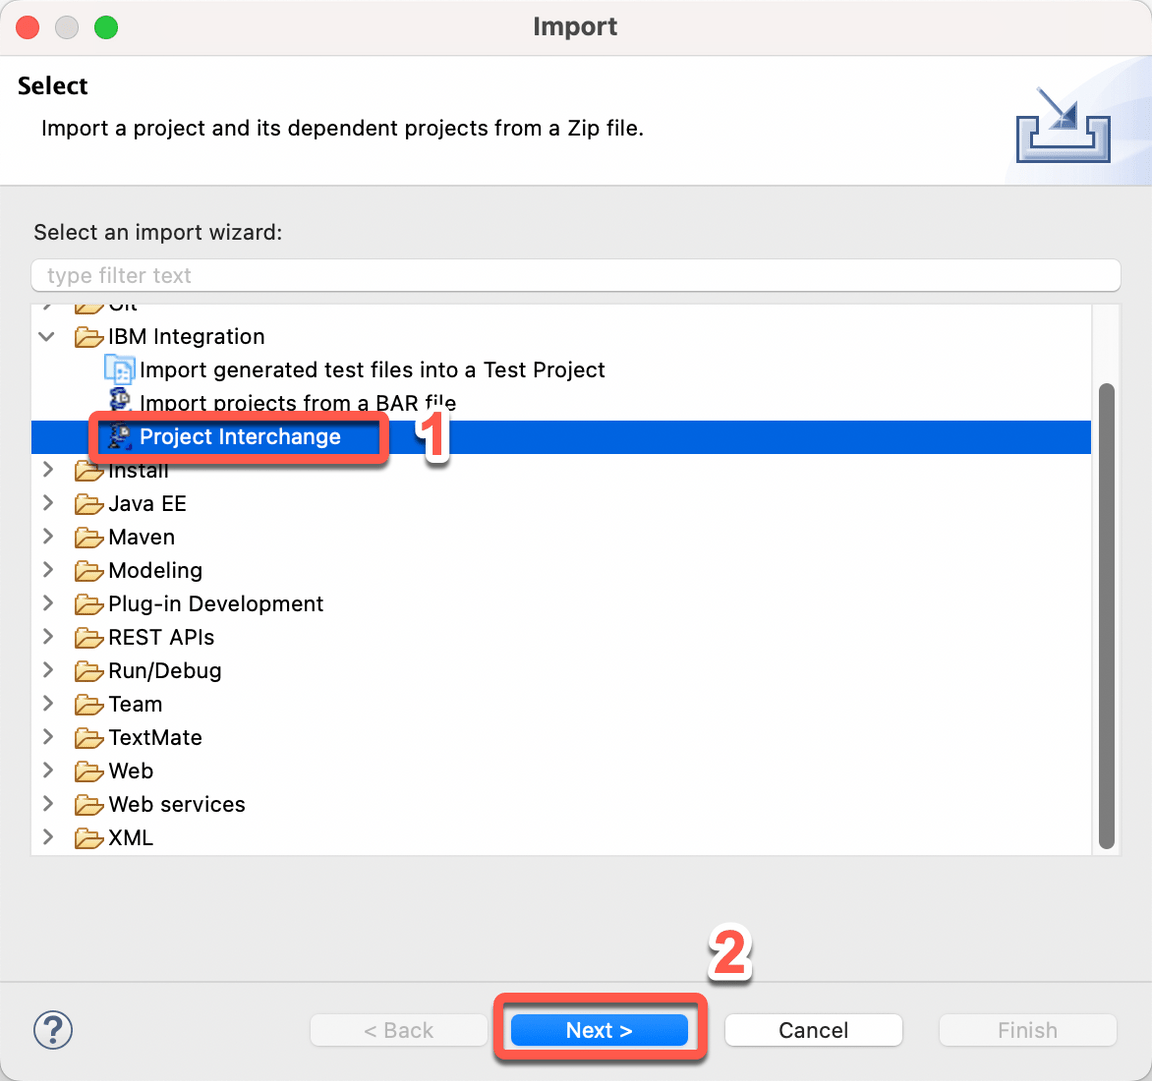 Import
Select
Import a project and its dependent projects from a Zip file.
Select an import wizard:
type filter text
Git
IBM Integration
Import generated test files into a Test Project
Import projects from a BAR file
Project Interchange
1
Install
Java EE
Maven
Modeling
Plug-in Development
REST APIs
Run/Debug
Team
TextMate
Web
Web services
XML
2
?
< Back
Next >
Cancel
Finish